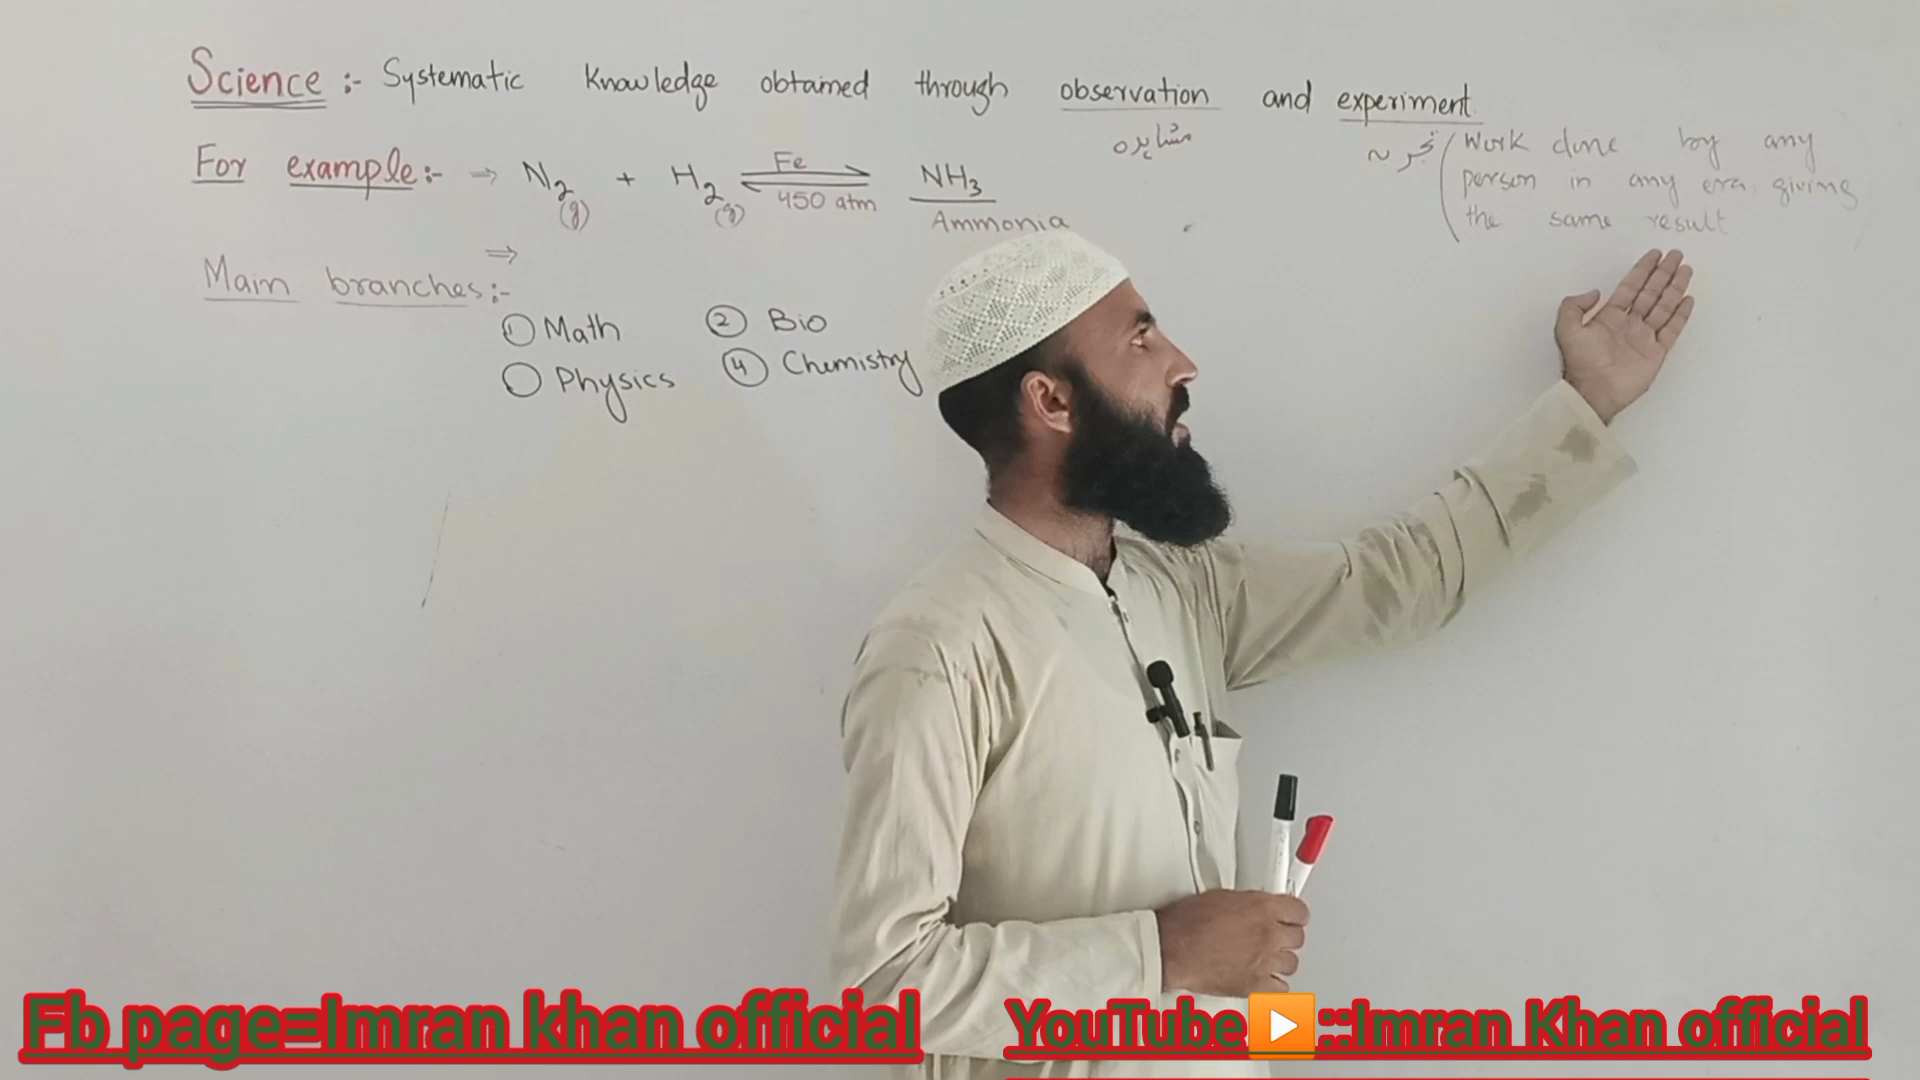 Science :- Systematic knowledge obtained through observation and experiment.
مشاہدہ
تجربہ
(Work done by any
person in any era giving
the same result
For example:- → N2 (g) + H2 (g) ⇌ NH3
Fe
450 atm
Ammonia
Main branches:- ⇒
① Math ② Bio
Physics ④ Chemistry
Fb page=Imran khan official
YouTube▶️::Imran Khan official